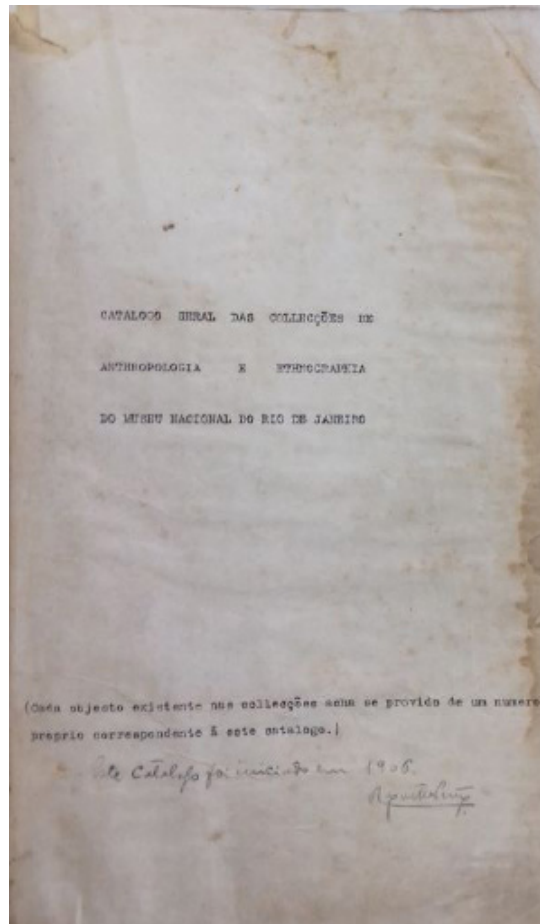 CATALOGO GERAL DAS COLLECÇÕES DE
ANTHROPOLOGIA E ETHNOGRAPHIA
DO MUSEU NACIONAL DO RIO DE JANEIRO
(Cada objecto existente nas collecções acha se provido de um numero
proprio correspondente á este catalogo.)
Este Catalogo foi iniciado em 1906.